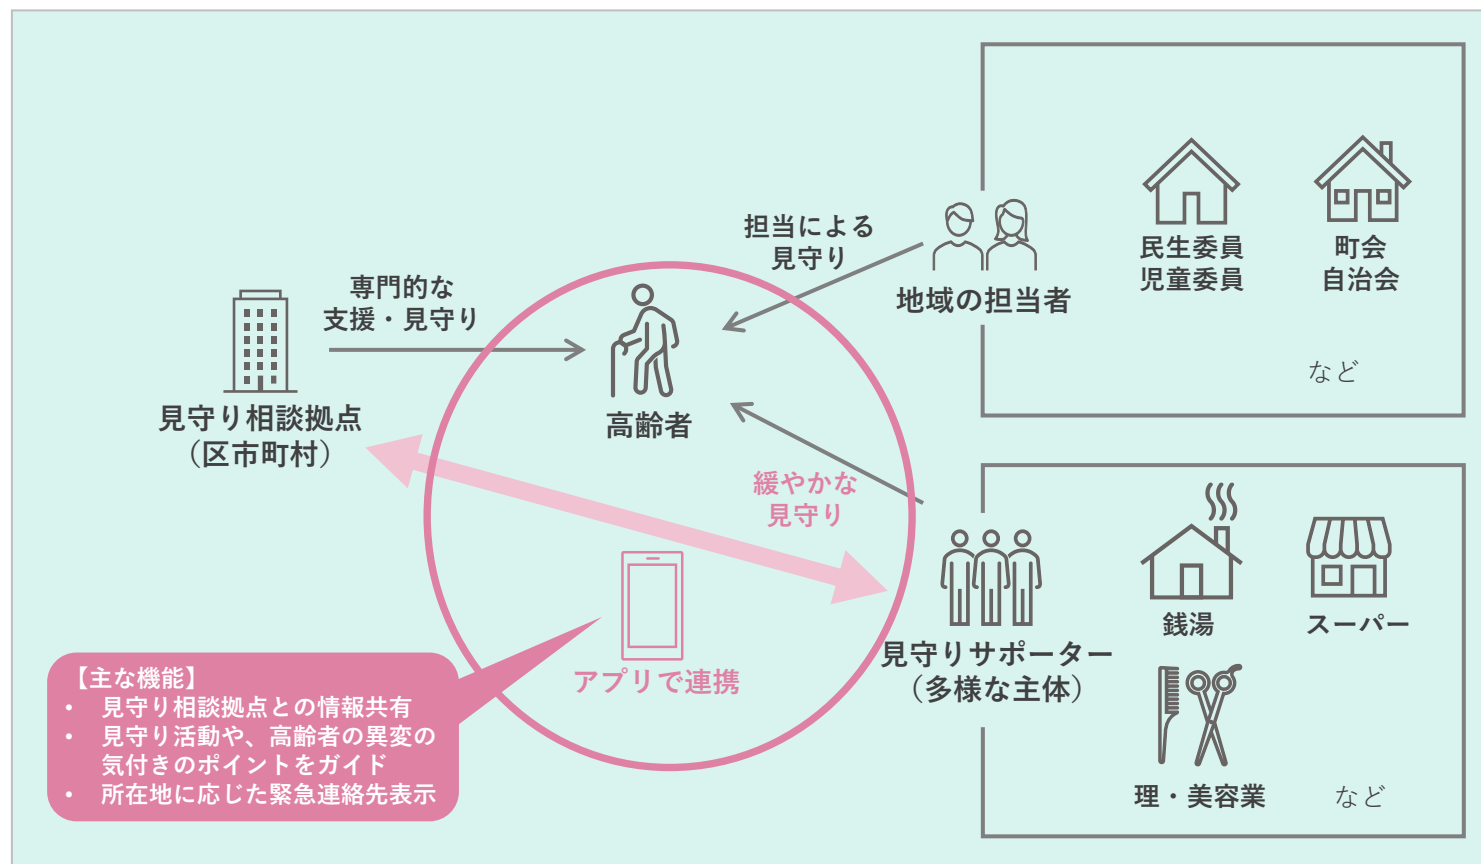 専門的な
支援・見守り
見守り相談拠点
（区市町村）
高齢者
担当による
見守り
地域の担当者
民生委員
児童委員
町会
自治会
など
緩やかな
見守り
見守りサポーター
（多様な主体）
銭湯
スーパー
理・美容業
など
アプリで連携
【主な機能】
• 見守り相談拠点との情報共有
• 見守り活動や、高齢者の異変の
気付きのポイントをガイド
• 所在地に応じた緊急連絡先表示